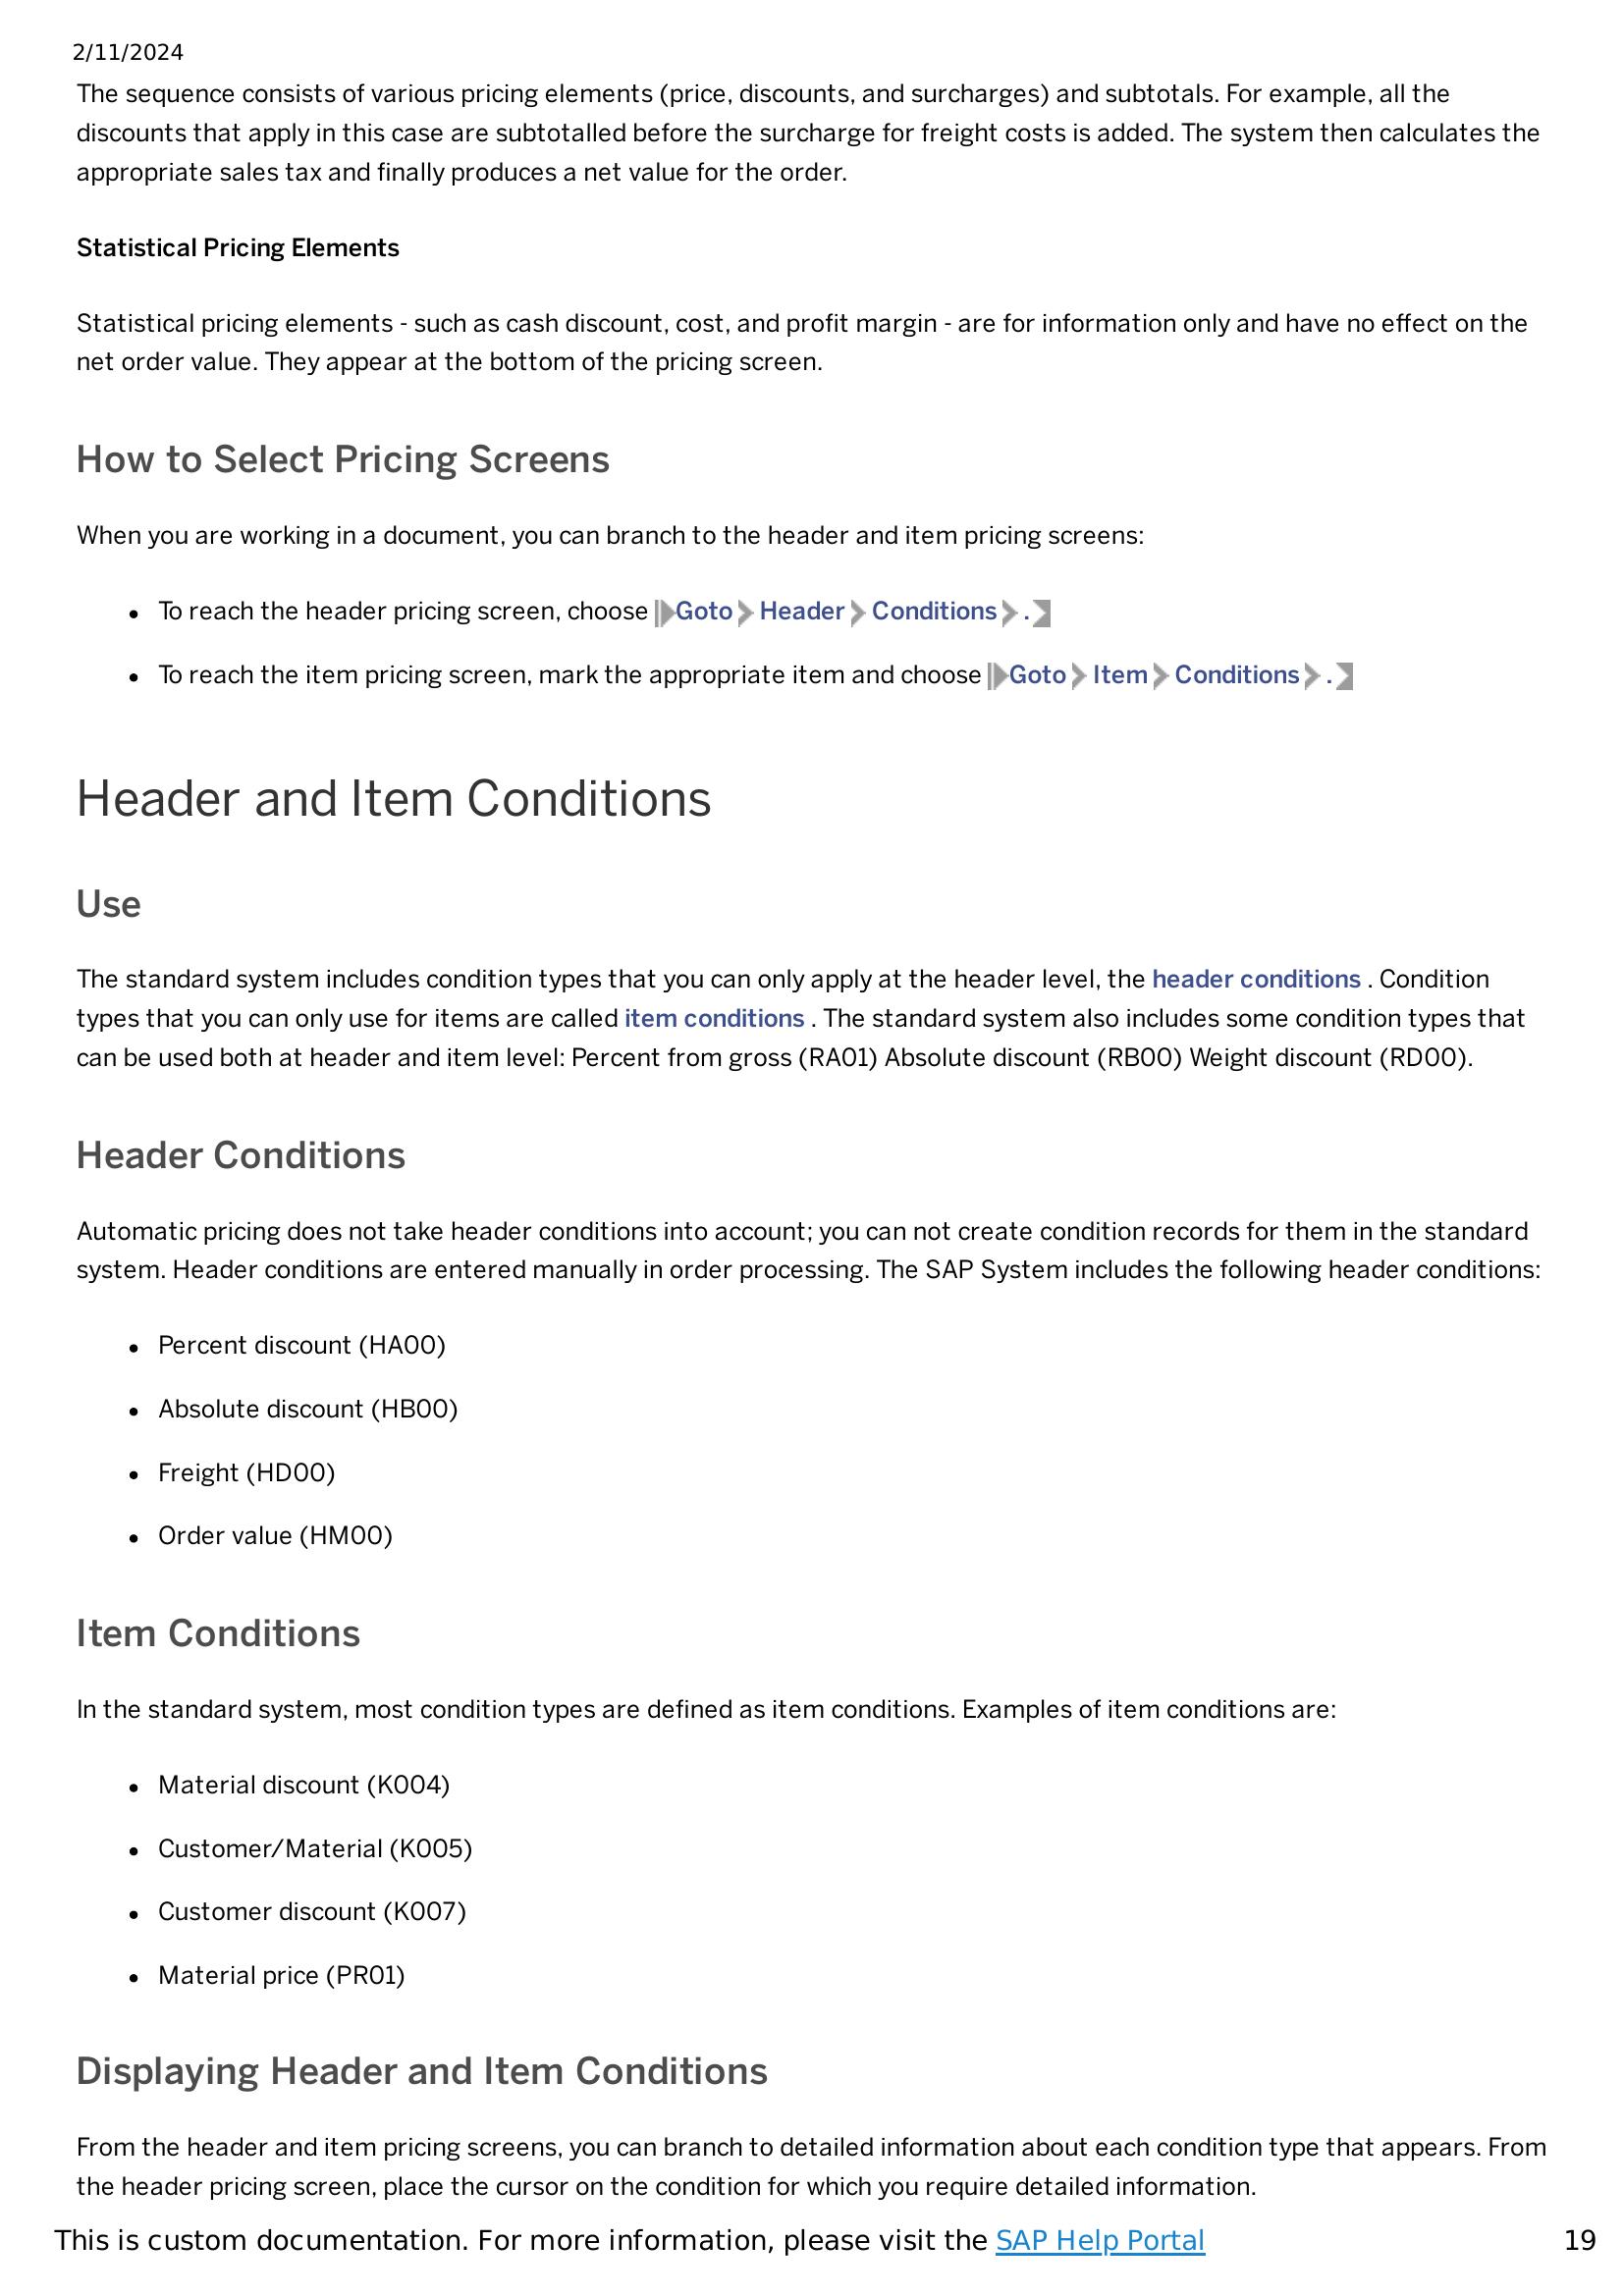 2/11/2024
The sequence consists of various pricing elements (price, discounts, and surcharges) and subtotals. For example, all the
discounts that apply in this case are subtotalled before the surcharge for freight costs is added. The system then calculates the
appropriate sales tax and finally produces a net value for the order.
Statistical Pricing Elements
Statistical pricing elements - such as cash discount, cost, and profit margin - are for information only and have no effect on the
net order value. They appear at the bottom of the pricing screen.
How to Select Pricing Screens
When you are working in a document, you can branch to the header and item pricing screens:
• To reach the header pricing screen, choose Goto Header Conditions .
• To reach the item pricing screen, mark the appropriate item and choose Goto Item Conditions .
Header and Item Conditions
Use
The standard system includes condition types that you can only apply at the header level, the header conditions . Condition
types that you can only use for items are called item conditions . The standard system also includes some condition types that
can be used both at header and item level: Percent from gross (RA01) Absolute discount (RB00) Weight discount (RD00).
Header Conditions
Automatic pricing does not take header conditions into account; you can not create condition records for them in the standard
system. Header conditions are entered manually in order processing. The SAP System includes the following header conditions:
• Percent discount (HA00)
• Absolute discount (HB00)
• Freight (HD00)
• Order value (HM00)
Item Conditions
In the standard system, most condition types are defined as item conditions. Examples of item conditions are:
• Material discount (K004)
• Customer/Material (K005)
• Customer discount (K007)
• Material price (PR01)
Displaying Header and Item Conditions
From the header and item pricing screens, you can branch to detailed information about each condition type that appears. From
the header pricing screen, place the cursor on the condition for which you require detailed information.
This is custom documentation. For more information, please visit the SAP Help Portal 19